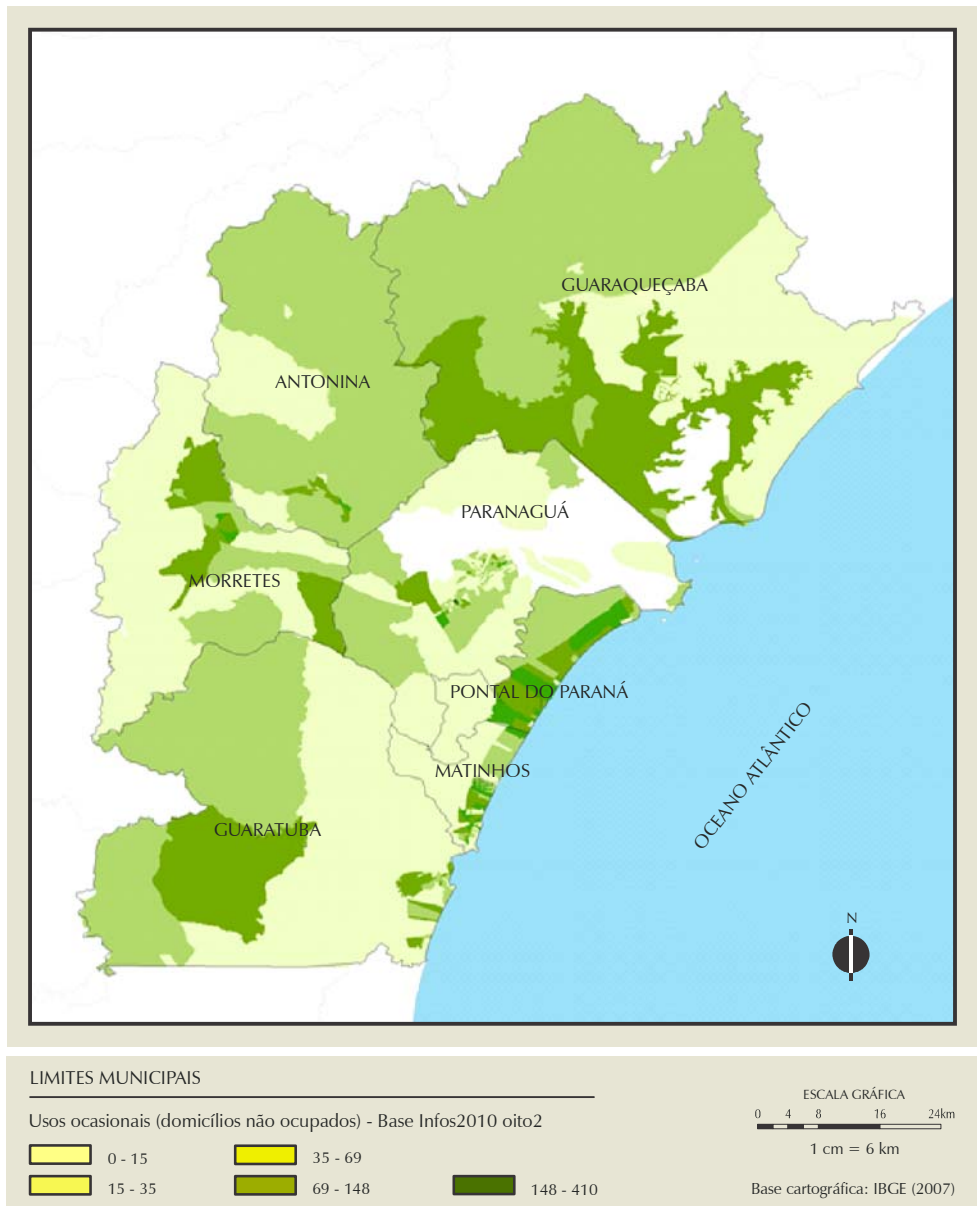 GUARAQUEÇABA
ANTONINA
PARANAGUÁ
MORRETES
PONTAL DO PARANÁ
MATINHOS
GUARATUBA
OCEANO ATLÂNTICO
N
LIMITES MUNICIPAIS
Usos ocasionais (domicílios não ocupados) - Base Infos2010 oito2
0 - 15
35 - 69
15 - 35
69 - 148
148 - 410
ESCALA GRÁFICA
0 4 8 16 24km
1 cm = 6 km
Base cartográfica: IBGE (2007)